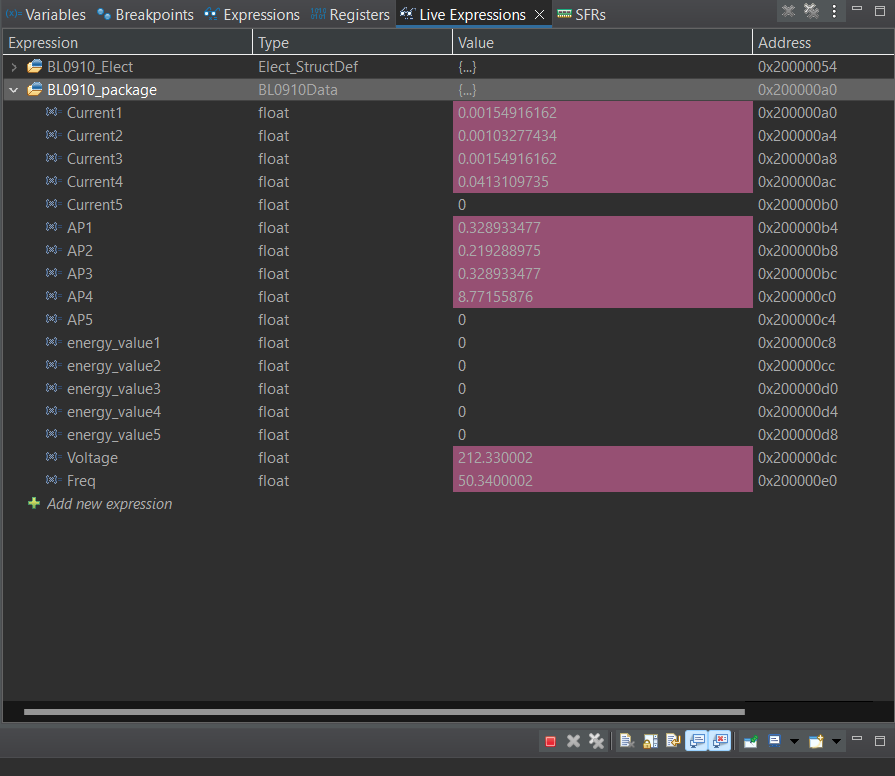 Variables Breakpoints Expressions Registers Live Expressions SFRs
Expression Type Value Address
BL0910_Elect Elect_StructDef {...} 0x20000054
BL0910_package BL0910Data {...} 0x200000a0
Current1 float 0.00154916162 0x200000a0
Current2 float 0.00103277434 0x200000a4
Current3 float 0.00154916162 0x200000a8
Current4 float 0.0413109735 0x200000ac
Current5 float 0 0x200000b0
AP1 float 0.328933477 0x200000b4
AP2 float 0.219288975 0x200000b8
AP3 float 0.328933477 0x200000bc
AP4 float 8.77155876 0x200000c0
AP5 float 0 0x200000c4
energy_value1 float 0 0x200000c8
energy_value2 float 0 0x200000cc
energy_value3 float 0 0x200000d0
energy_value4 float 0 0x200000d4
energy_value5 float 0 0x200000d8
Voltage float 212.330002 0x200000dc
Freq float 50.3400002 0x200000e0
Add new expression